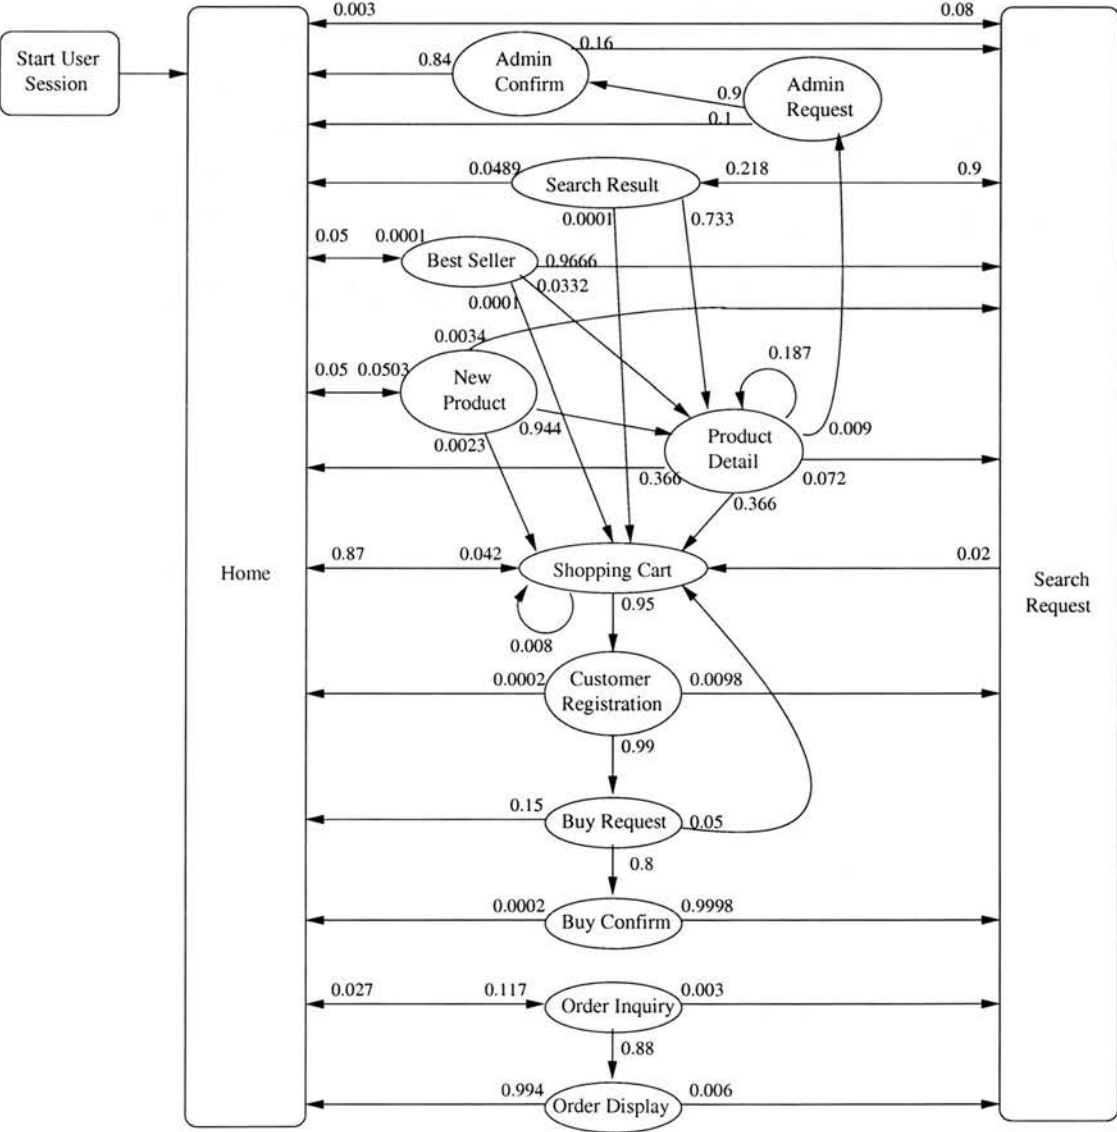 0.003 0.08
Start User
Session
0.84
Admin
Confirm
0.16
0.9
0.1
Admin
Request
0.0489
Search Result
0.218 0.9
0.0001 0.733
0.05 0.0001
Best Seller
0.9666
0.0332
0.0001
0.0034
0.05 0.0503
New
Product
0.944
0.0023
0.187
Product
Detail
0.009
0.366
0.072
0.366
Home
0.87 0.042
Shopping Cart
0.02
Search
Request
0.95
0.008
0.0002
Customer
Registration
0.0098
0.99
0.15
Buy Request
0.05
0.8
0.0002
Buy Confirm
0.9998
0.027 0.117
Order Inquiry
0.003
0.88
0.994
Order Display
0.006